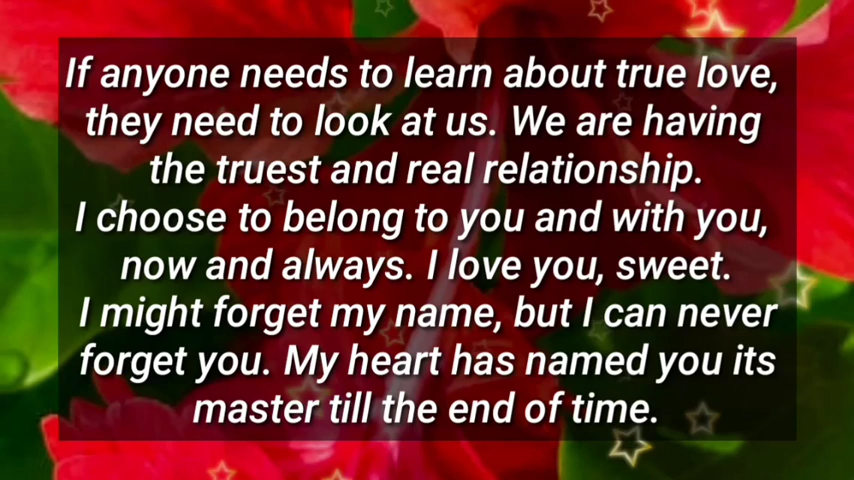 If anyone needs to learn about true love,
they need to look at us. We are having
the truest and real relationship.
I choose to belong to you and with you,
now and always. I love you, sweet.
I might forget my name, but I can never
forget you. My heart has named you its
master till the end of time.